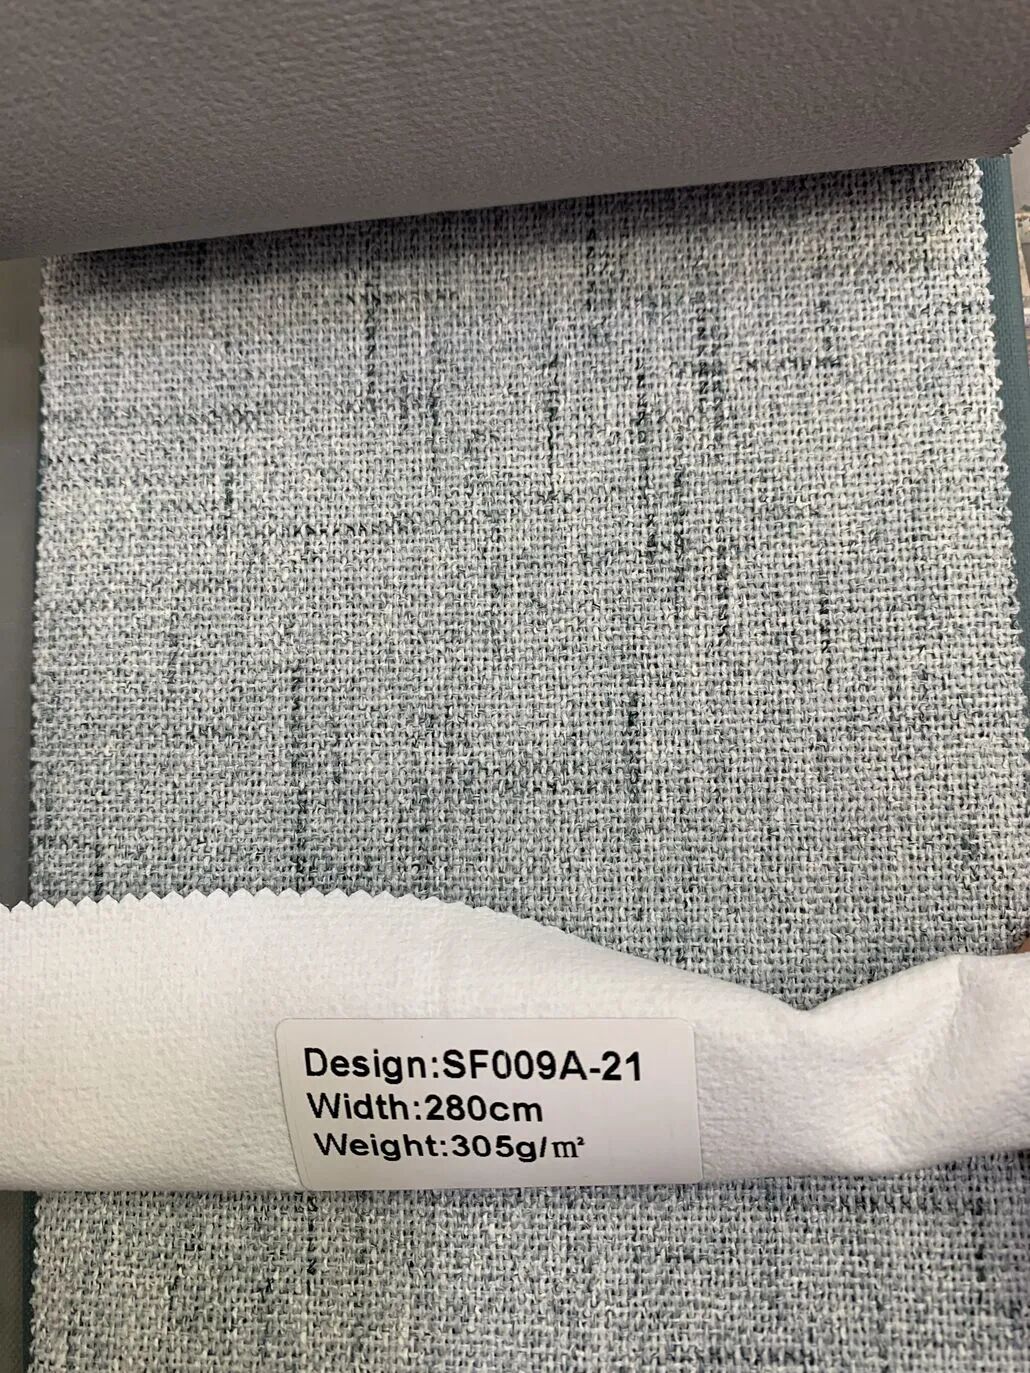 Design:SF009A-21
Width:280cm
Weight:305g/m²